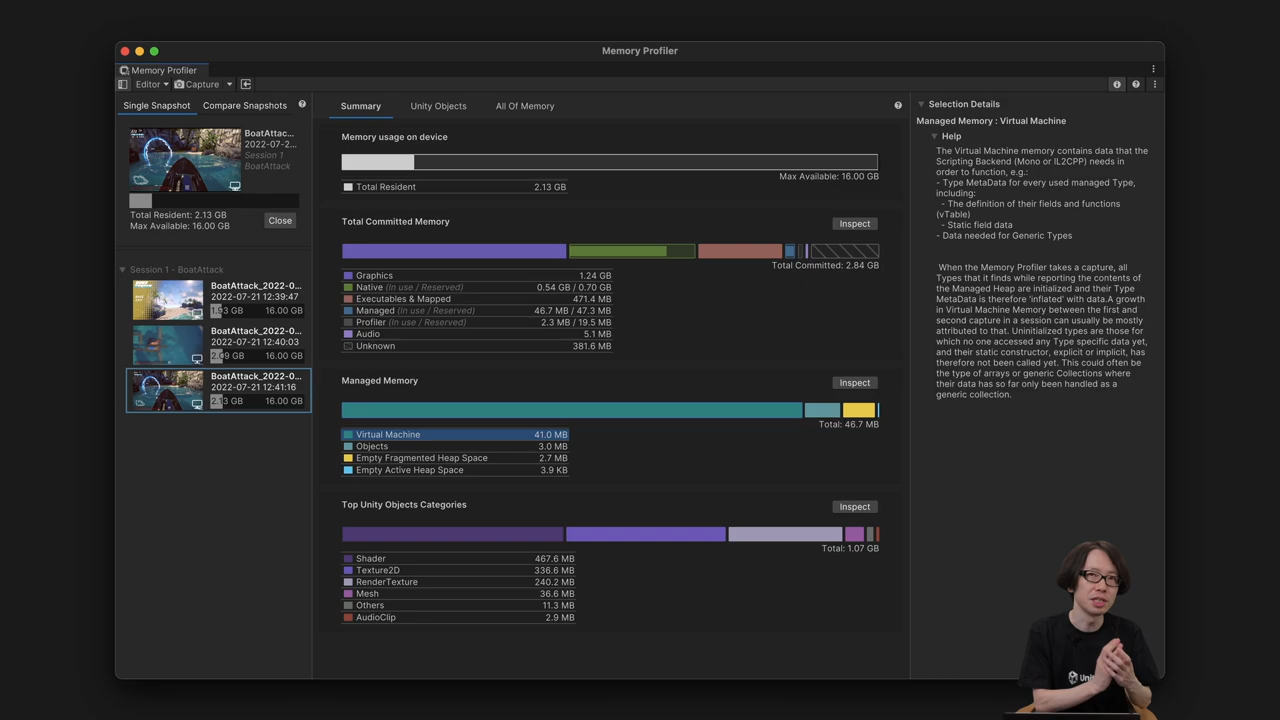 Memory Profiler
Memory Profiler
Editor
Capture
Single Snapshot
Compare Snapshots
BoatAttac...
2022-07-2...
Session 1
BoatAttack
Total Resident: 2.13 GB
Max Available: 16.00 GB
Close
Session 1 - BoatAttack
BoatAttack_2022-0...
2022-07-21 12:39:47
1.93 GB 16.00 GB
BoatAttack_2022-0...
2022-07-21 12:40:03
2.09 GB 16.00 GB
BoatAttack_2022-0...
2022-07-21 12:41:16
2.13 GB 16.00 GB
Summary
Unity Objects
All Of Memory
Memory usage on device
Max Available: 16.00 GB
Total Resident 2.13 GB
Total Committed Memory
Inspect
Total Committed: 2.84 GB
Graphics 1.24 GB
Native (In use / Reserved) 0.54 GB / 0.70 GB
Executables & Mapped 471.4 MB
Managed (In use / Reserved) 46.7 MB / 47.3 MB
Profiler (In use / Reserved) 2.3 MB / 19.5 MB
Audio 5.1 MB
Unknown 381.6 MB
Managed Memory
Inspect
Total: 46.7 MB
Virtual Machine 41.0 MB
Objects 3.0 MB
Empty Fragmented Heap Space 2.7 MB
Empty Active Heap Space 3.9 KB
Top Unity Objects Categories
Inspect
Total: 1.07 GB
Shader 467.6 MB
Texture2D 336.6 MB
RenderTexture 240.2 MB
Mesh 36.6 MB
Others 11.3 MB
AudioClip 2.9 MB
Selection Details
Managed Memory : Virtual Machine
Help
The Virtual Machine memory contains data that the
Scripting Backend (Mono or IL2CPP) needs in
order to function, e.g.:
- Type MetaData for every used managed Type,
including:
- The definition of their fields and functions
(vTable)
- Static field data
- Data needed for Generic Types
When the Memory Profiler takes a capture, all
Types that it finds while reporting the contents of
the Managed Heap are initialized and their Type
MetaData is therefore 'inflated' with data.A growth
in Virtual Machine Memory between the first and
second capture in a session can usually be mostly
attributed to that. Uninitialized types are those for
which no one accessed any Type specific data yet,
and their static constructor, explicit or implicit, has
therefore not been called yet. This could often
be the type of arrays or generic Collections where
their data has so far only been handled as a
generic collection.